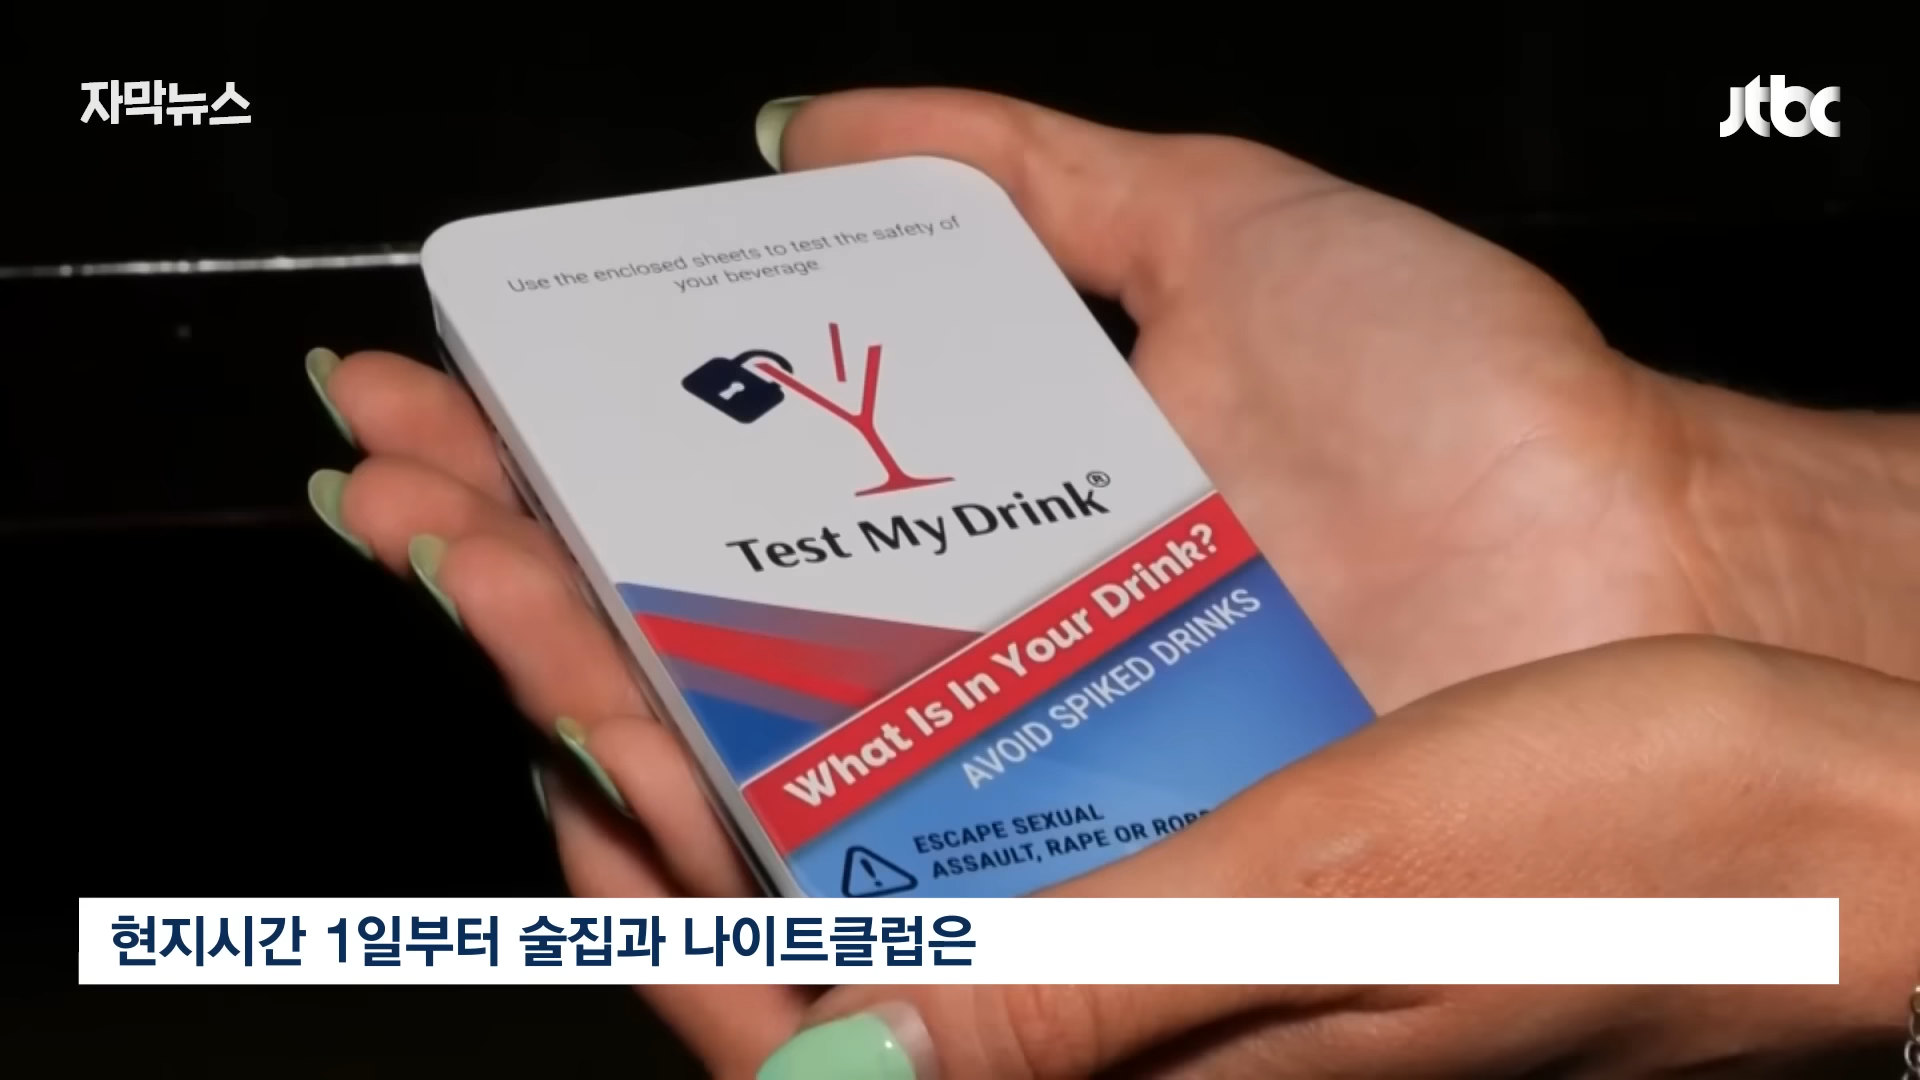 자막뉴스
jtbc
Use the enclosed sheets to test the safety of
your beverage
Test My Drink®
What Is In Your Drink?
AVOID SPIKED DRINKS
ESCAPE SEXUAL
ASSAULT, RAPE OR
현지시간 1일부터 술집과 나이트클럽은